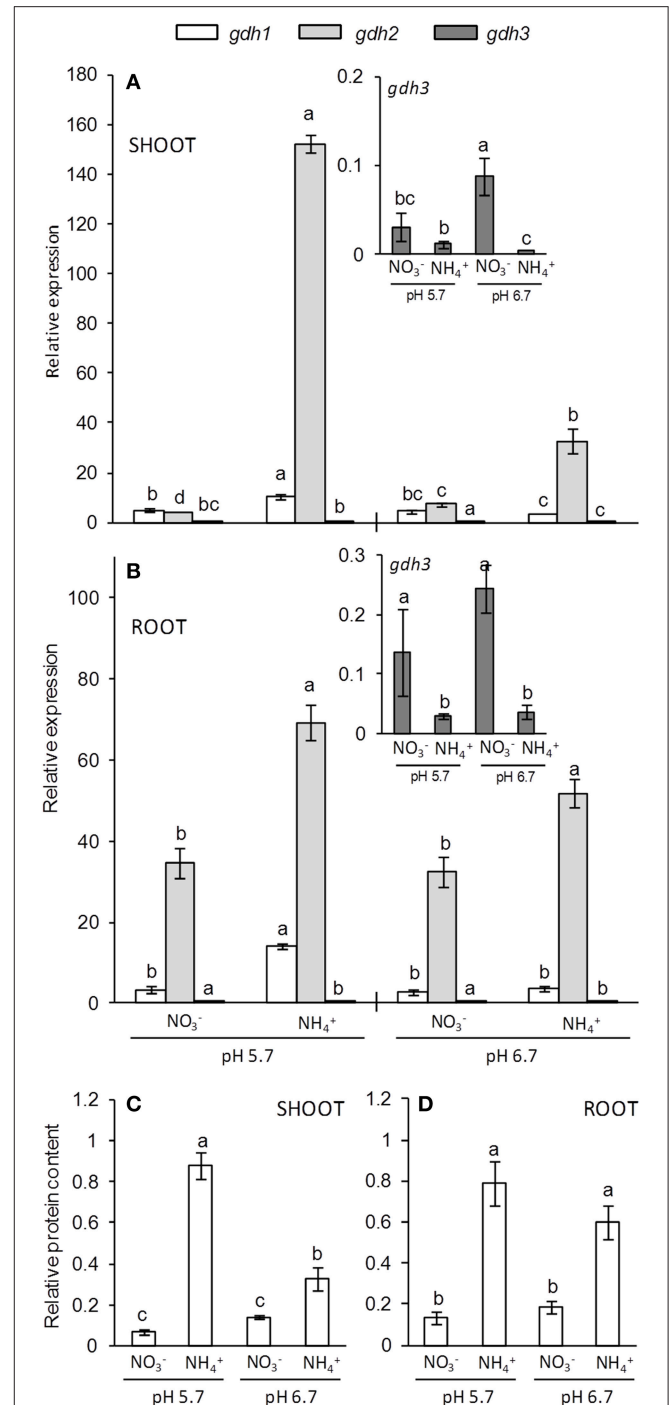 gdh1 gdh2 gdh3
A
SHOOT
Relative expression
180
160
140
120
100
80
60
40
20
0
b d bc
a a b
bc c a
c b c
gdh3
0.2
0.1
0
bc b a c
NO₃⁻ NH₄⁺ NO₃⁻ NH₄⁺
pH 5.7 pH 6.7
B
ROOT
Relative expression
100
80
60
40
20
0
b b a
a a b
b b a
b a b
gdh3
0.3
0.2
0.1
0
a b a b
NO₃⁻ NH₄⁺ NO₃⁻ NH₄⁺
pH 5.7 pH 6.7
NO₃⁻ NH₄⁺ NO₃⁻ NH₄⁺
pH 5.7 pH 6.7
C
SHOOT
Relative protein content
1.2
1
0.8
0.6
0.4
0.2
0
c a c b
NO₃⁻ NH₄⁺ NO₃⁻ NH₄⁺
pH 5.7 pH 6.7
D
ROOT
1.2
1
0.8
0.6
0.4
0.2
0
b a b a
NO₃⁻ NH₄⁺ NO₃⁻ NH₄⁺
pH 5.7 pH 6.7